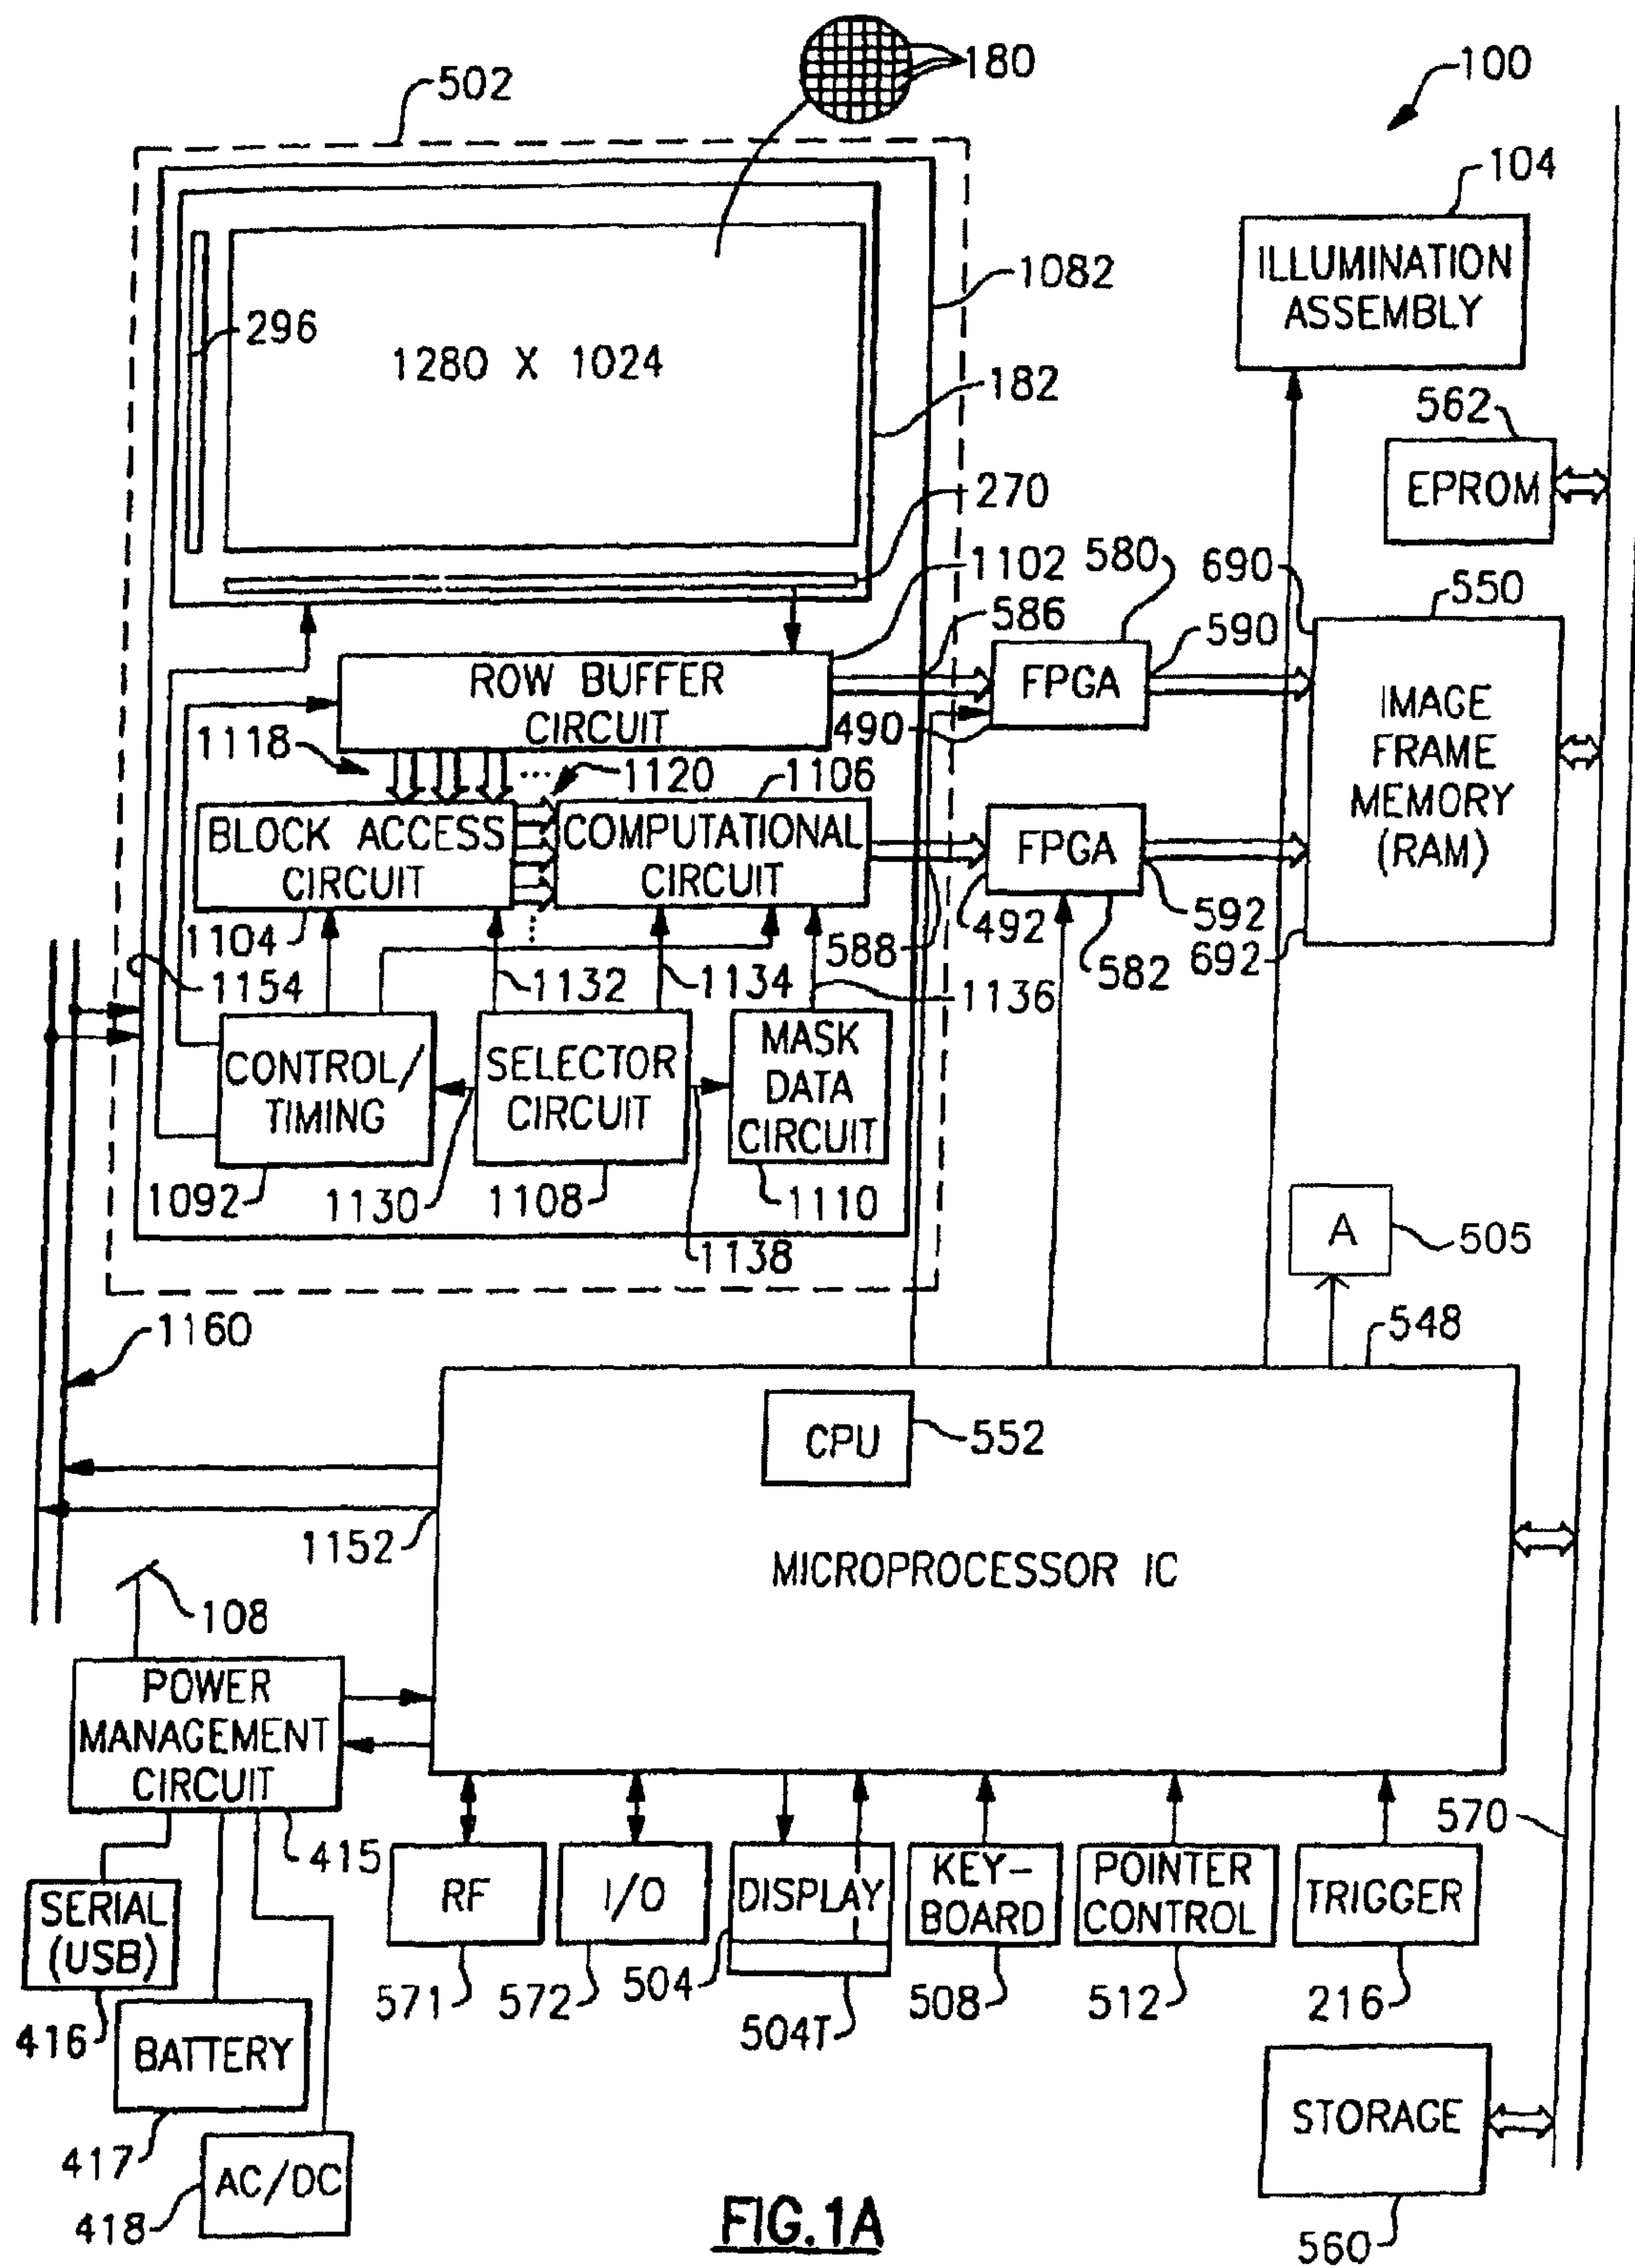 180
502
100
104
ILLUMINATION
ASSEMBLY
1082
296
1280 X 1024
182
562
EPROM
270
1102
580
690
550
586
590
ROW BUFFER
CIRCUIT
FPGA
IMAGE
FRAME
MEMORY
(RAM)
490
1118
1120
1106
BLOCK ACCESS
CIRCUIT
COMPUTATIONAL
CIRCUIT
FPGA
1104
588
492
592
582
692
1154
1132
1134
1136
CONTROL/
TIMING
SELECTOR
CIRCUIT
MASK
DATA
CIRCUIT
1092
1130
1108
1110
1138
A
505
1160
548
CPU
552
1152
MICROPROCESSOR IC
108
POWER
MANAGEMENT
CIRCUIT
415
570
SERIAL
(USB)
RF
I/O
DISPLAY
KEY-
BOARD
POINTER
CONTROL
TRIGGER
416
571
572
504
504T
508
512
216
BATTERY
417
AC/DC
418
STORAGE
560
FIG.1A